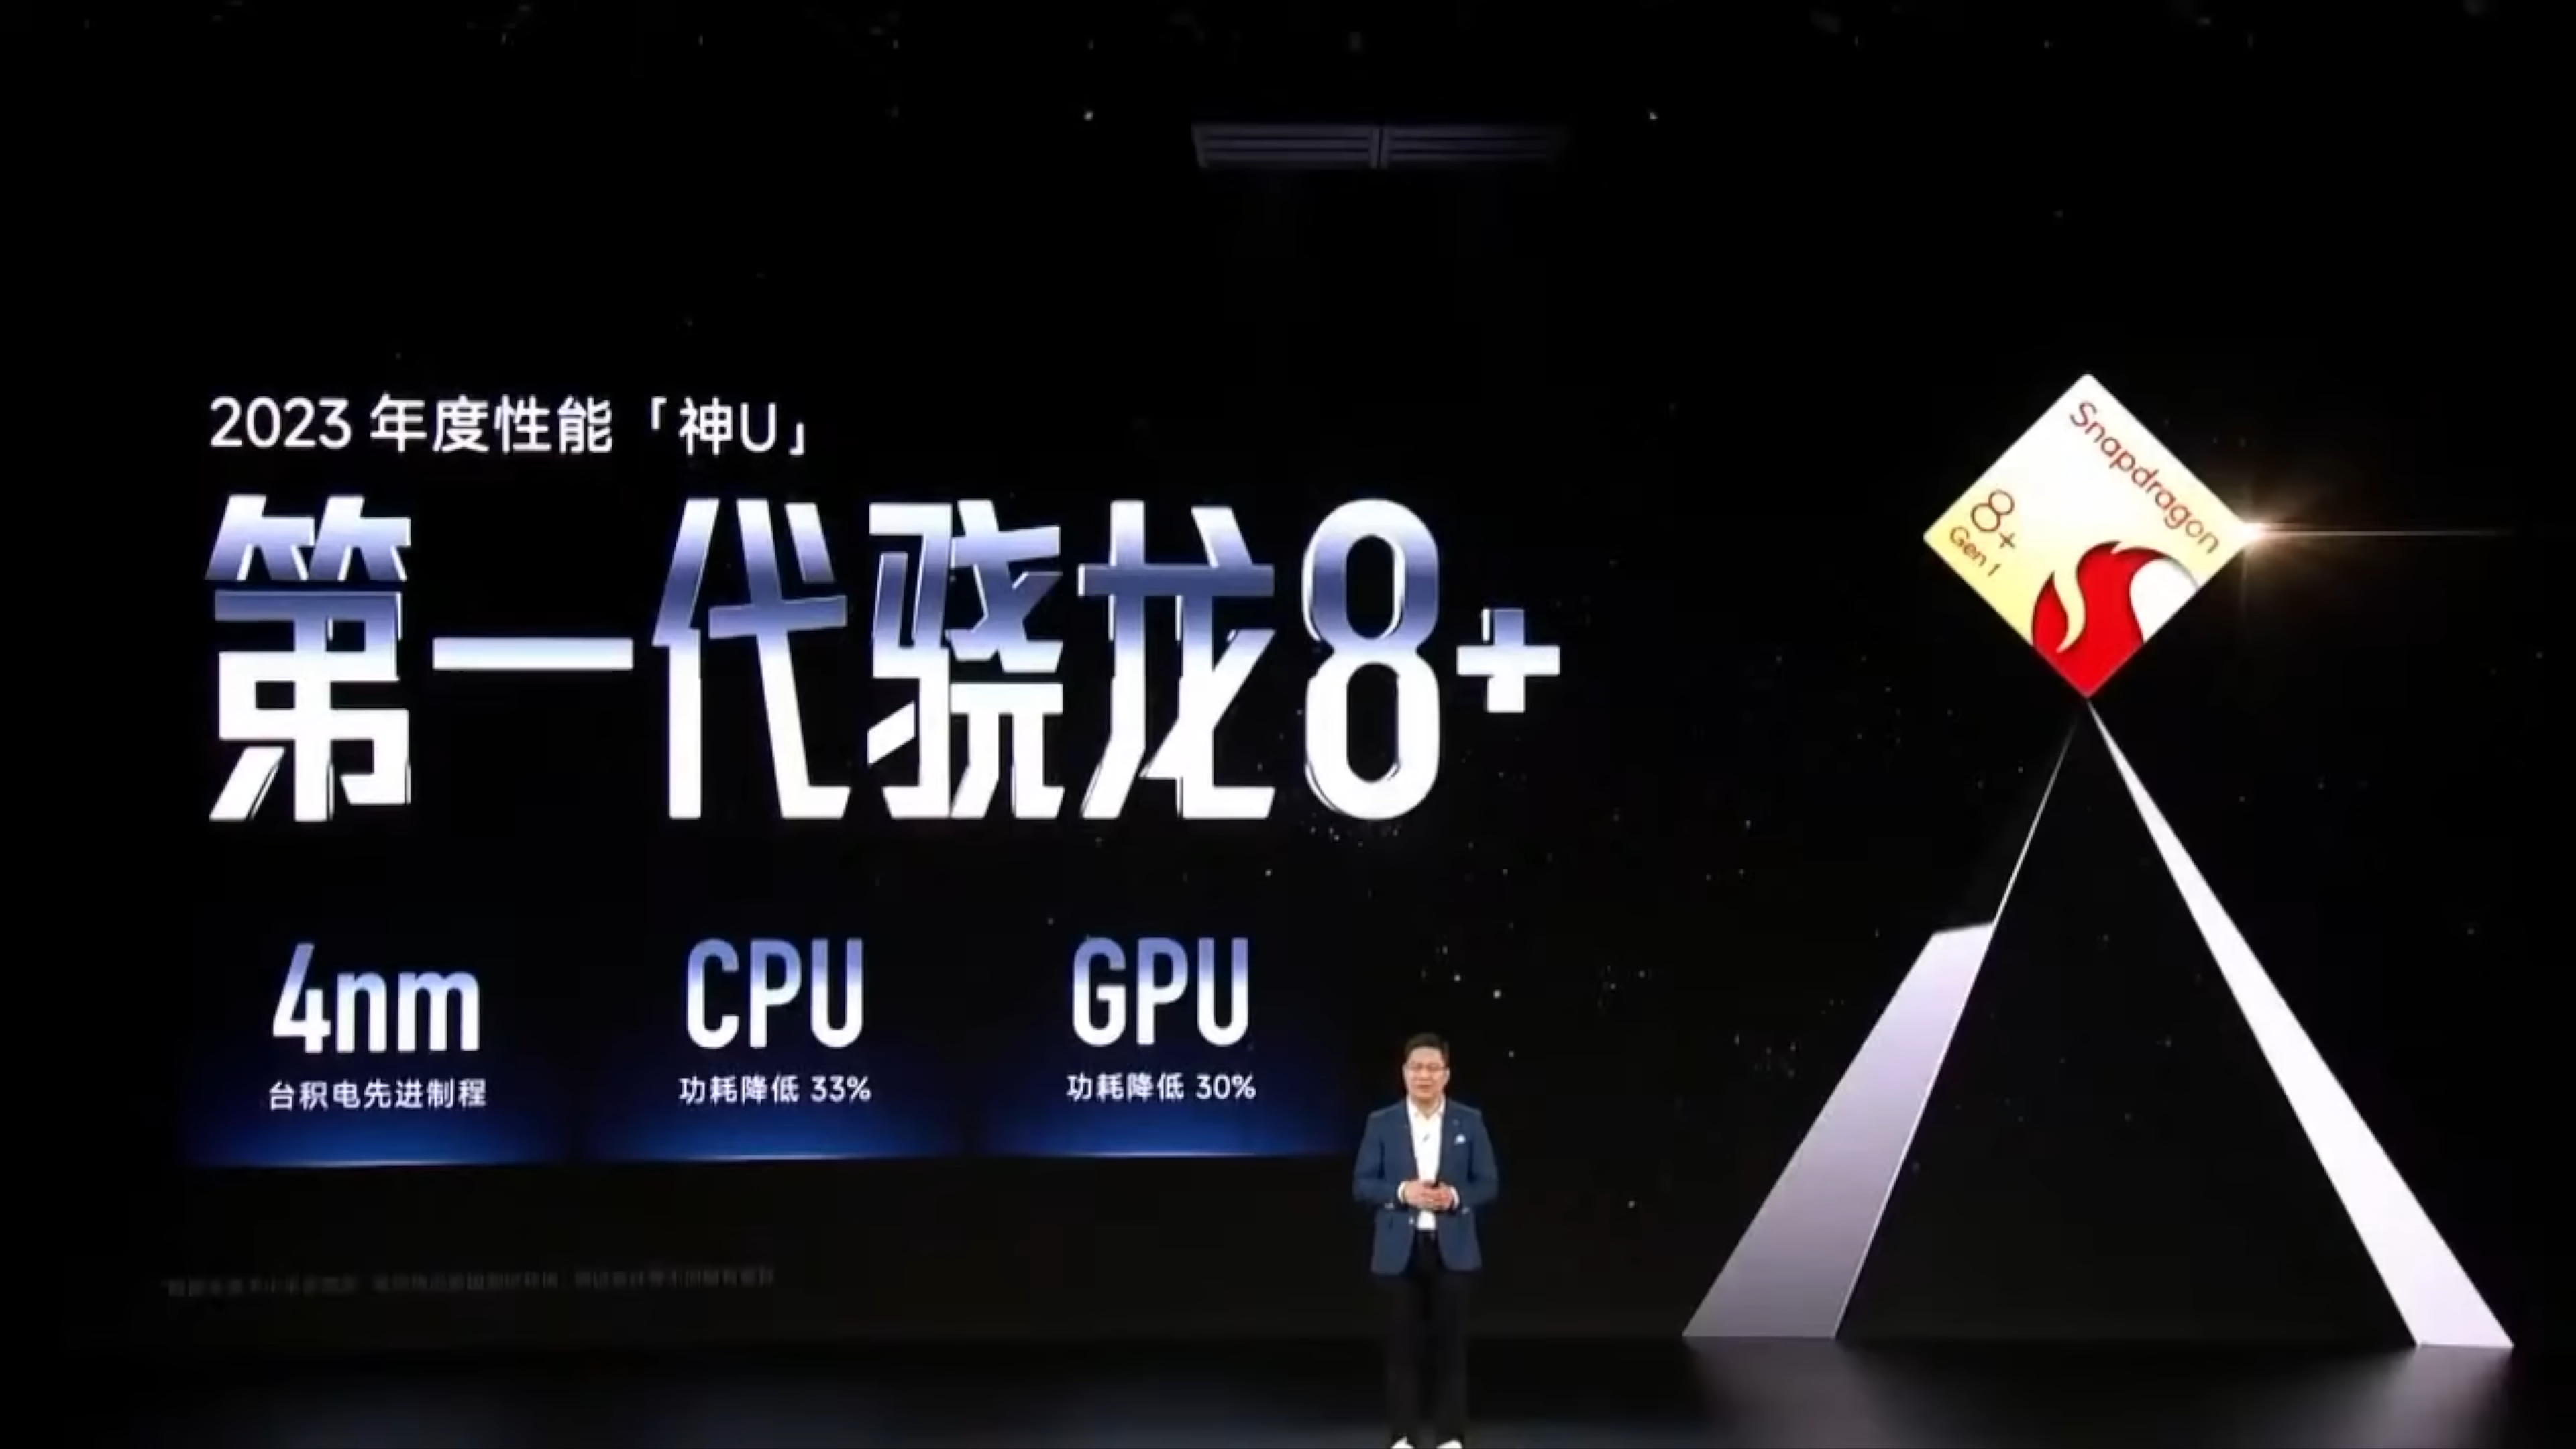 2023 年度性能「神U」
第一代骁龙8+
Snapdragon
8+
Gen 1
4nm
台积电先进制程
CPU
功耗降低 33%
GPU
功耗降低 30%